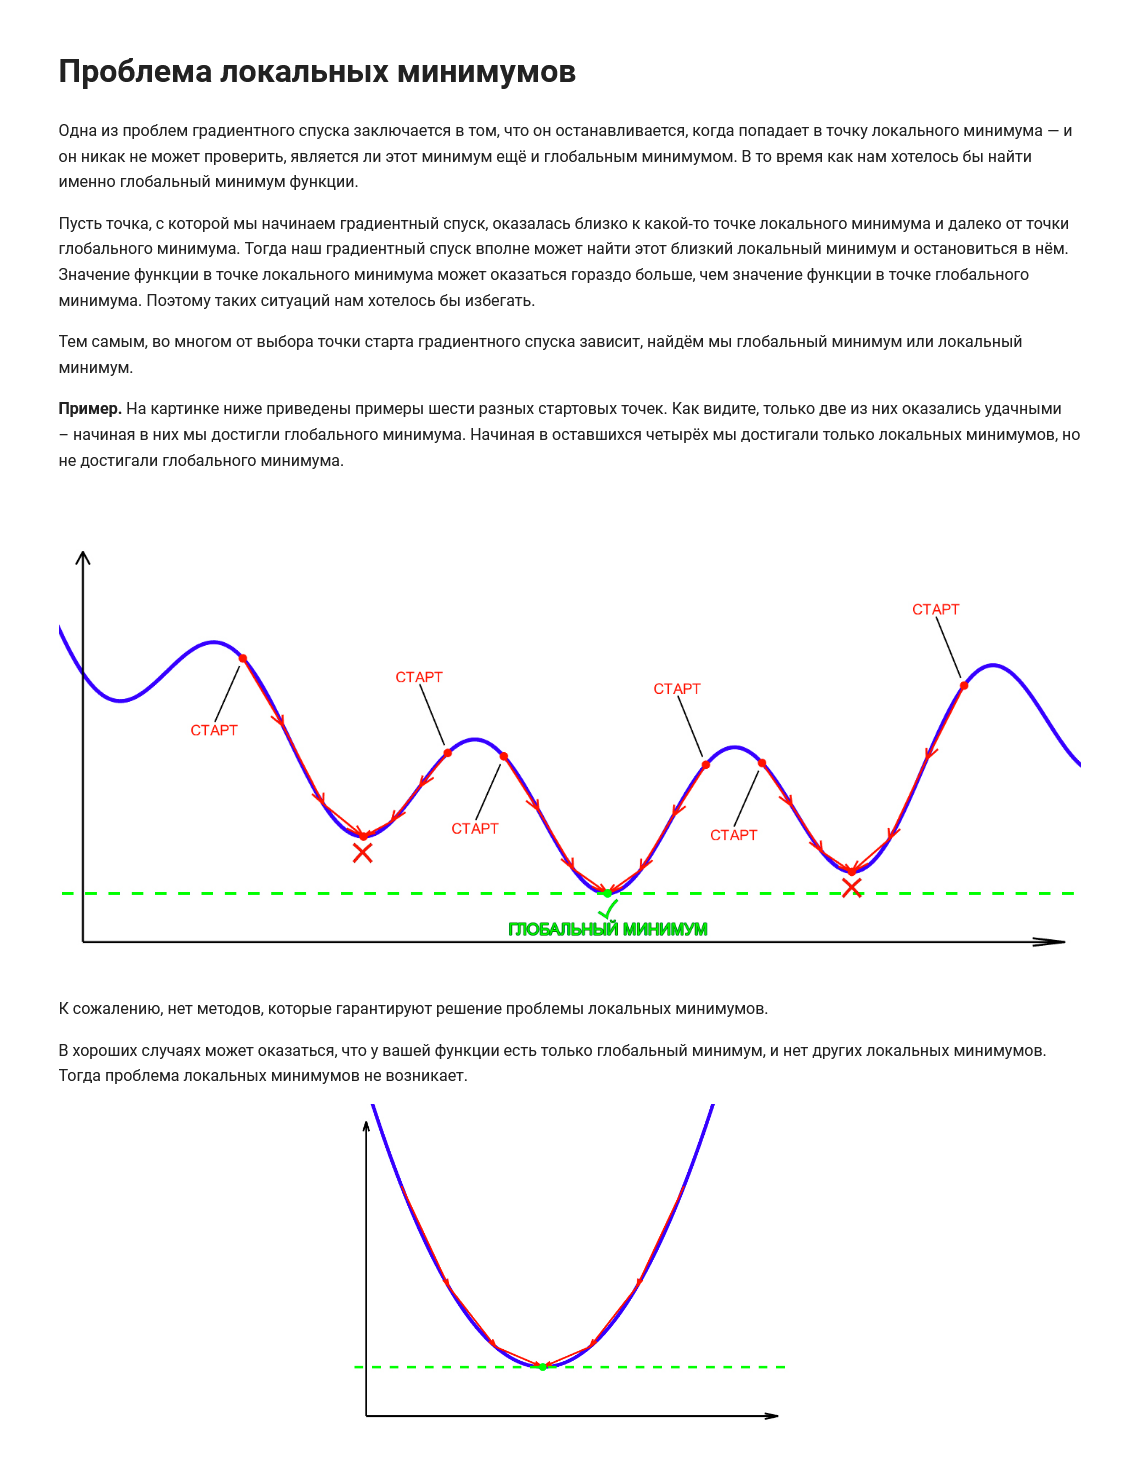 Проблема локальных минимумов
Одна из проблем градиентного спуска заключается в том, что он останавливается, когда попадает в точку локального минимума — и
он никак не может проверить, является ли этот минимум ещё и глобальным минимумом. В то время как нам хотелось бы найти
именно глобальный минимум функции.
Пусть точка, с которой мы начинаем градиентный спуск, оказалась близко к какой-то точке локального минимума и далеко от точки
глобального минимума. Тогда наш градиентный спуск вполне может найти этот близкий локальный минимум и остановиться в нём.
Значение функции в точке локального минимума может оказаться гораздо больше, чем значение функции в точке глобального
минимума. Поэтому таких ситуаций нам хотелось бы избегать.
Тем самым, во многом от выбора точки старта градиентного спуска зависит, найдём мы глобальный минимум или локальный
минимум.
Пример. На картинке ниже приведены примеры шести разных стартовых точек. Как видите, только две из них оказались удачными
– начиная в них мы достигли глобального минимума. Начиная в оставшихся четырёх мы достигали только локальных минимумов, но
не достигали глобального минимума.
СТАРТ
СТАРТ
СТАРТ
СТАРТ
СТАРТ
СТАРТ
ГЛОБАЛЬНЫЙ МИНИМУМ
К сожалению, нет методов, которые гарантируют решение проблемы локальных минимумов.
В хороших случаях может оказаться, что у вашей функции есть только глобальный минимум, и нет других локальных минимумов.
Тогда проблема локальных минимумов не возникает.